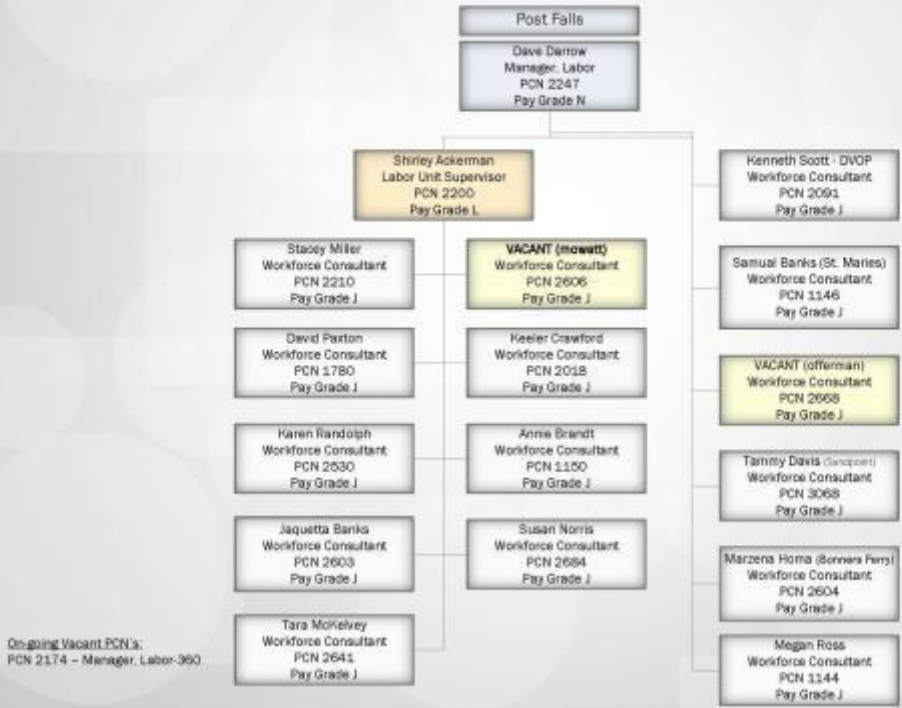 Post Falls
Dave Darrow
Manager, Labor
PCN 2247
Pay Grade N
Shirley Ackerman
Labor Unit Supervisor
PCN 2200
Pay Grade L
Stacey Miller
Workforce Consultant
PCN 2210
Pay Grade J
VACANT (mowatt)
Workforce Consultant
PCN 2606
Pay Grade J
David Paxton
Workforce Consultant
PCN 1780
Pay Grade J
Keeler Crawford
Workforce Consultant
PCN 2018
Pay Grade J
Karen Randolph
Workforce Consultant
PCN 2630
Pay Grade J
Annie Brandt
Workforce Consultant
PCN 1150
Pay Grade J
Jaquetta Banks
Workforce Consultant
PCN 2603
Pay Grade J
Susan Norris
Workforce Consultant
PCN 2684
Pay Grade J
Tara McKelvey
Workforce Consultant
PCN 2641
Pay Grade J
Kenneth Scott - DVOP
Workforce Consultant
PCN 2091
Pay Grade J
Samual Banks (St. Maries)
Workforce Consultant
PCN 1146
Pay Grade J
VACANT (offerman)
Workforce Consultant
PCN 2668
Pay Grade J
Tammy Davis (Sandpoint)
Workforce Consultant
PCN 3068
Pay Grade J
Marzena Homa (Bonners Ferry)
Workforce Consultant
PCN 2604
Pay Grade J
Megan Ross
Workforce Consultant
PCN 1144
Pay Grade J
On-going Vacant PCN's:
PCN 2174 – Manager, Labor-360